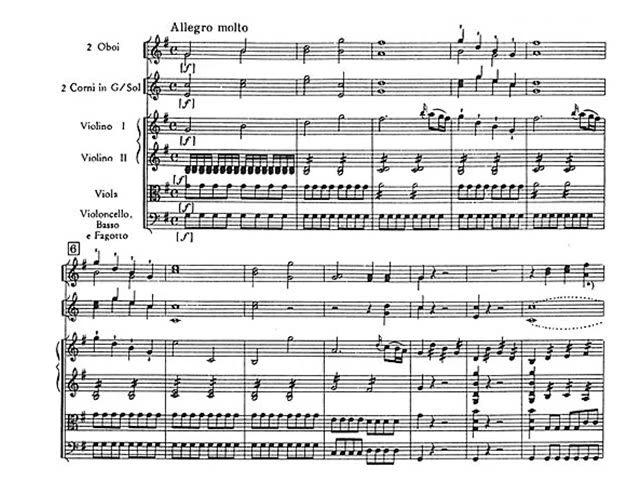 Allegro molto
2 Oboi
[f]
2 Corni in G/Sol
[f]
Violino I
[f]
Violino II
[f]
Viola
[f]
Violoncello,
Basso
e Fagotto
[f]
6